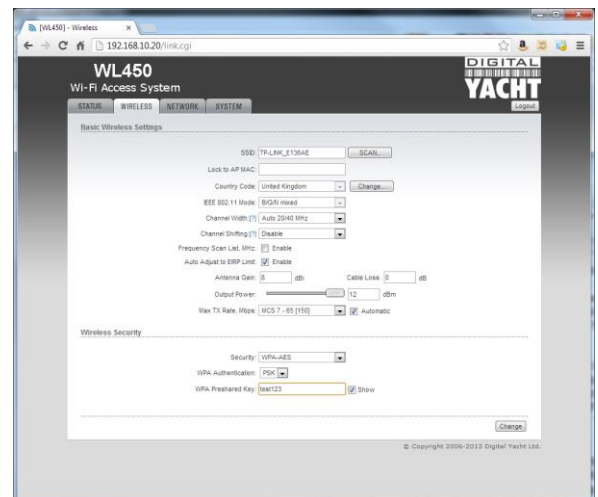 [WL450] - Wireless
192.168.10.20/link.cgi
WL450
Wi-Fi Access System
DIGITAL
YACHT
STATUS WIRELESS NETWORK SYSTEM
Logout
Basic Wireless Settings
SSID: TP-LINK_E136AE SCAN...
Lock to AP MAC:
Country Code: United Kingdom Change...
IEEE 802.11 Mode: B/G/N mixed
Channel Width:[?] Auto 20/40 MHz
Channel Shifting:[?] Disable
Frequency Scan List, MHz: Enable
Auto Adjust to EIRP Limit: Enable
Antenna Gain: 6 dBi Cable Loss: 0 dB
Output Power: 12 dBm
Max TX Rate, Mbps: MCS 7 - 65 [150] Automatic
Wireless Security
Security: WPA-AES
WPA Authentication: PSK
WPA Preshared Key: test123 Show
Change
© Copyright 2006-2013 Digital Yacht Ltd.